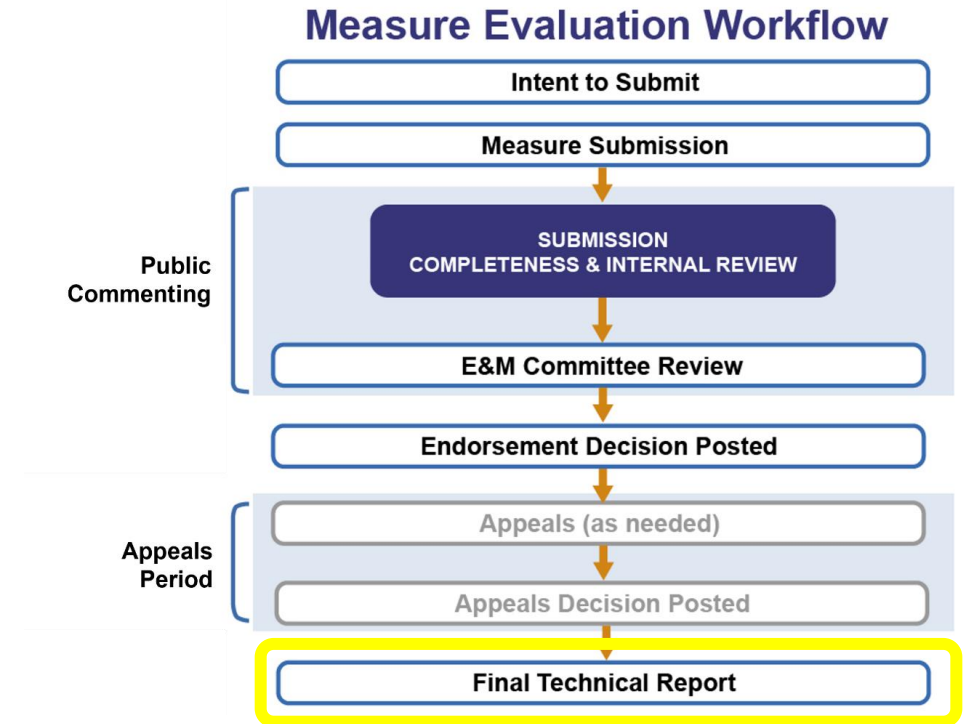 Measure Evaluation Workflow
Intent to Submit
Measure Submission
Public
Commenting
SUBMISSION
COMPLETENESS & INTERNAL REVIEW
E&M Committee Review
Endorsement Decision Posted
Appeals
Period
Appeals (as needed)
Appeals Decision Posted
Final Technical Report